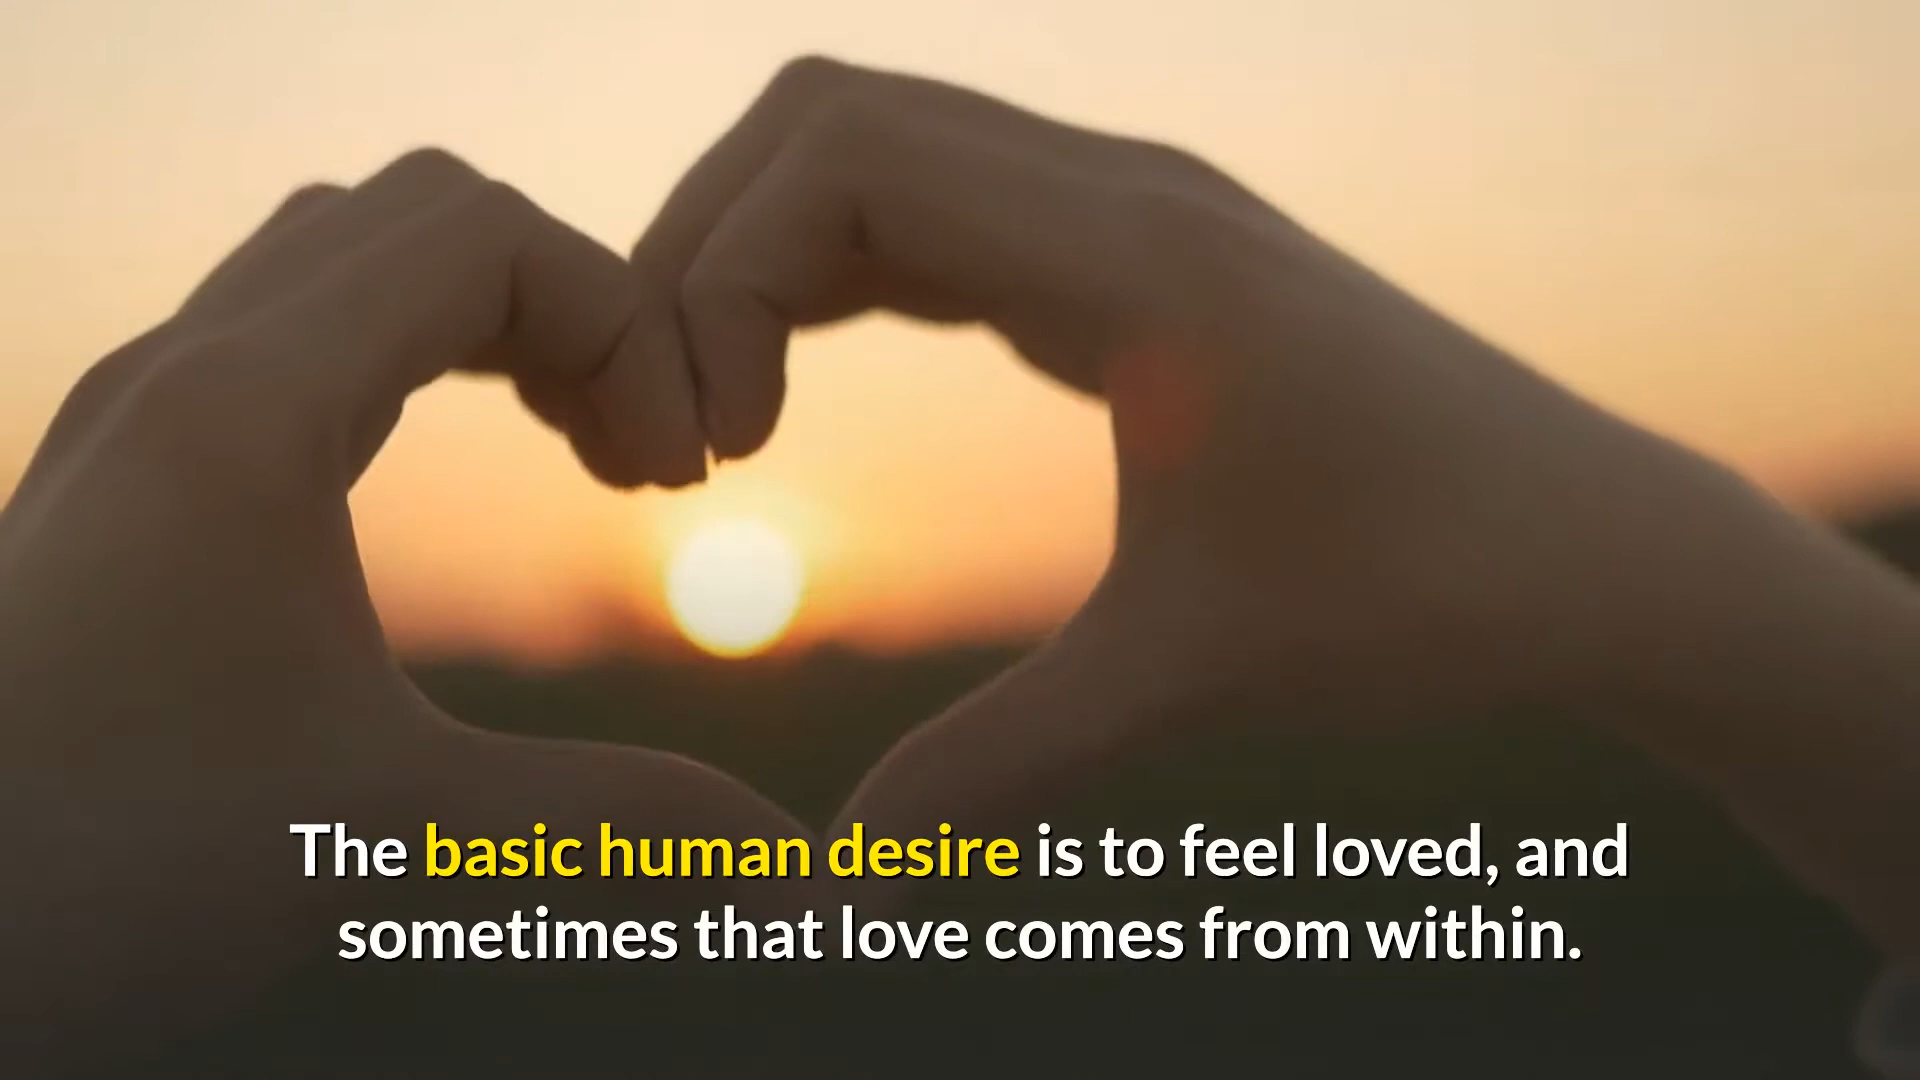 The basic human desire is to feel loved, and
sometimes that love comes from within.